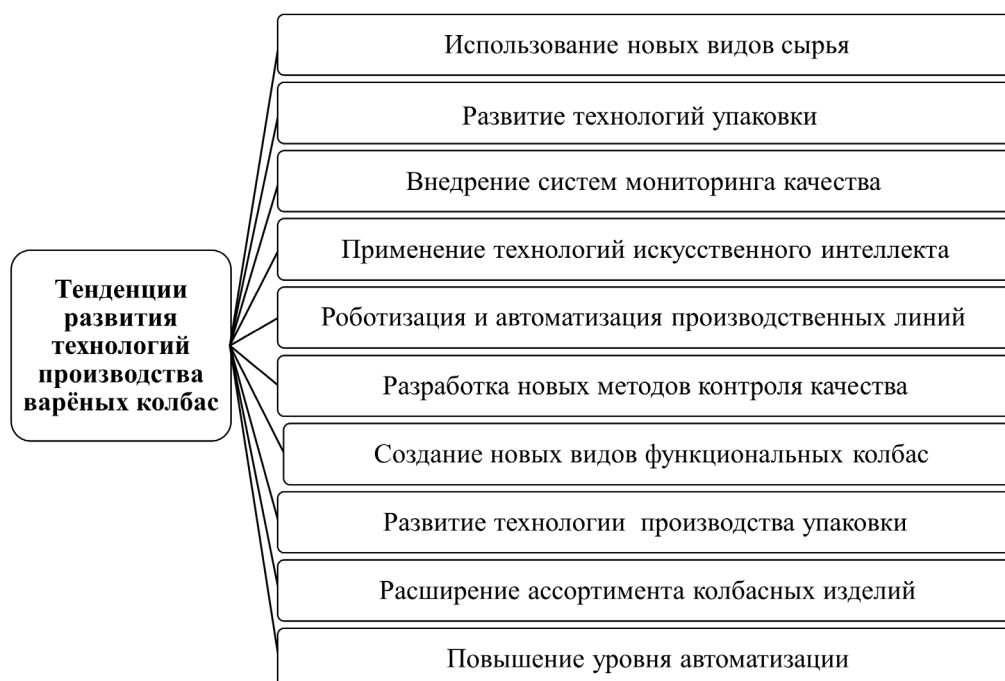 Тенденции
развития
технологий
производства
варёных колбас
Использование новых видов сырья
Развитие технологий упаковки
Внедрение систем мониторинга качества
Применение технологий искусственного интеллекта
Роботизация и автоматизация производственных линий
Разработка новых методов контроля качества
Создание новых видов функциональных колбас
Развитие технологии производства упаковки
Расширение ассортимента колбасных изделий
Повышение уровня автоматизации